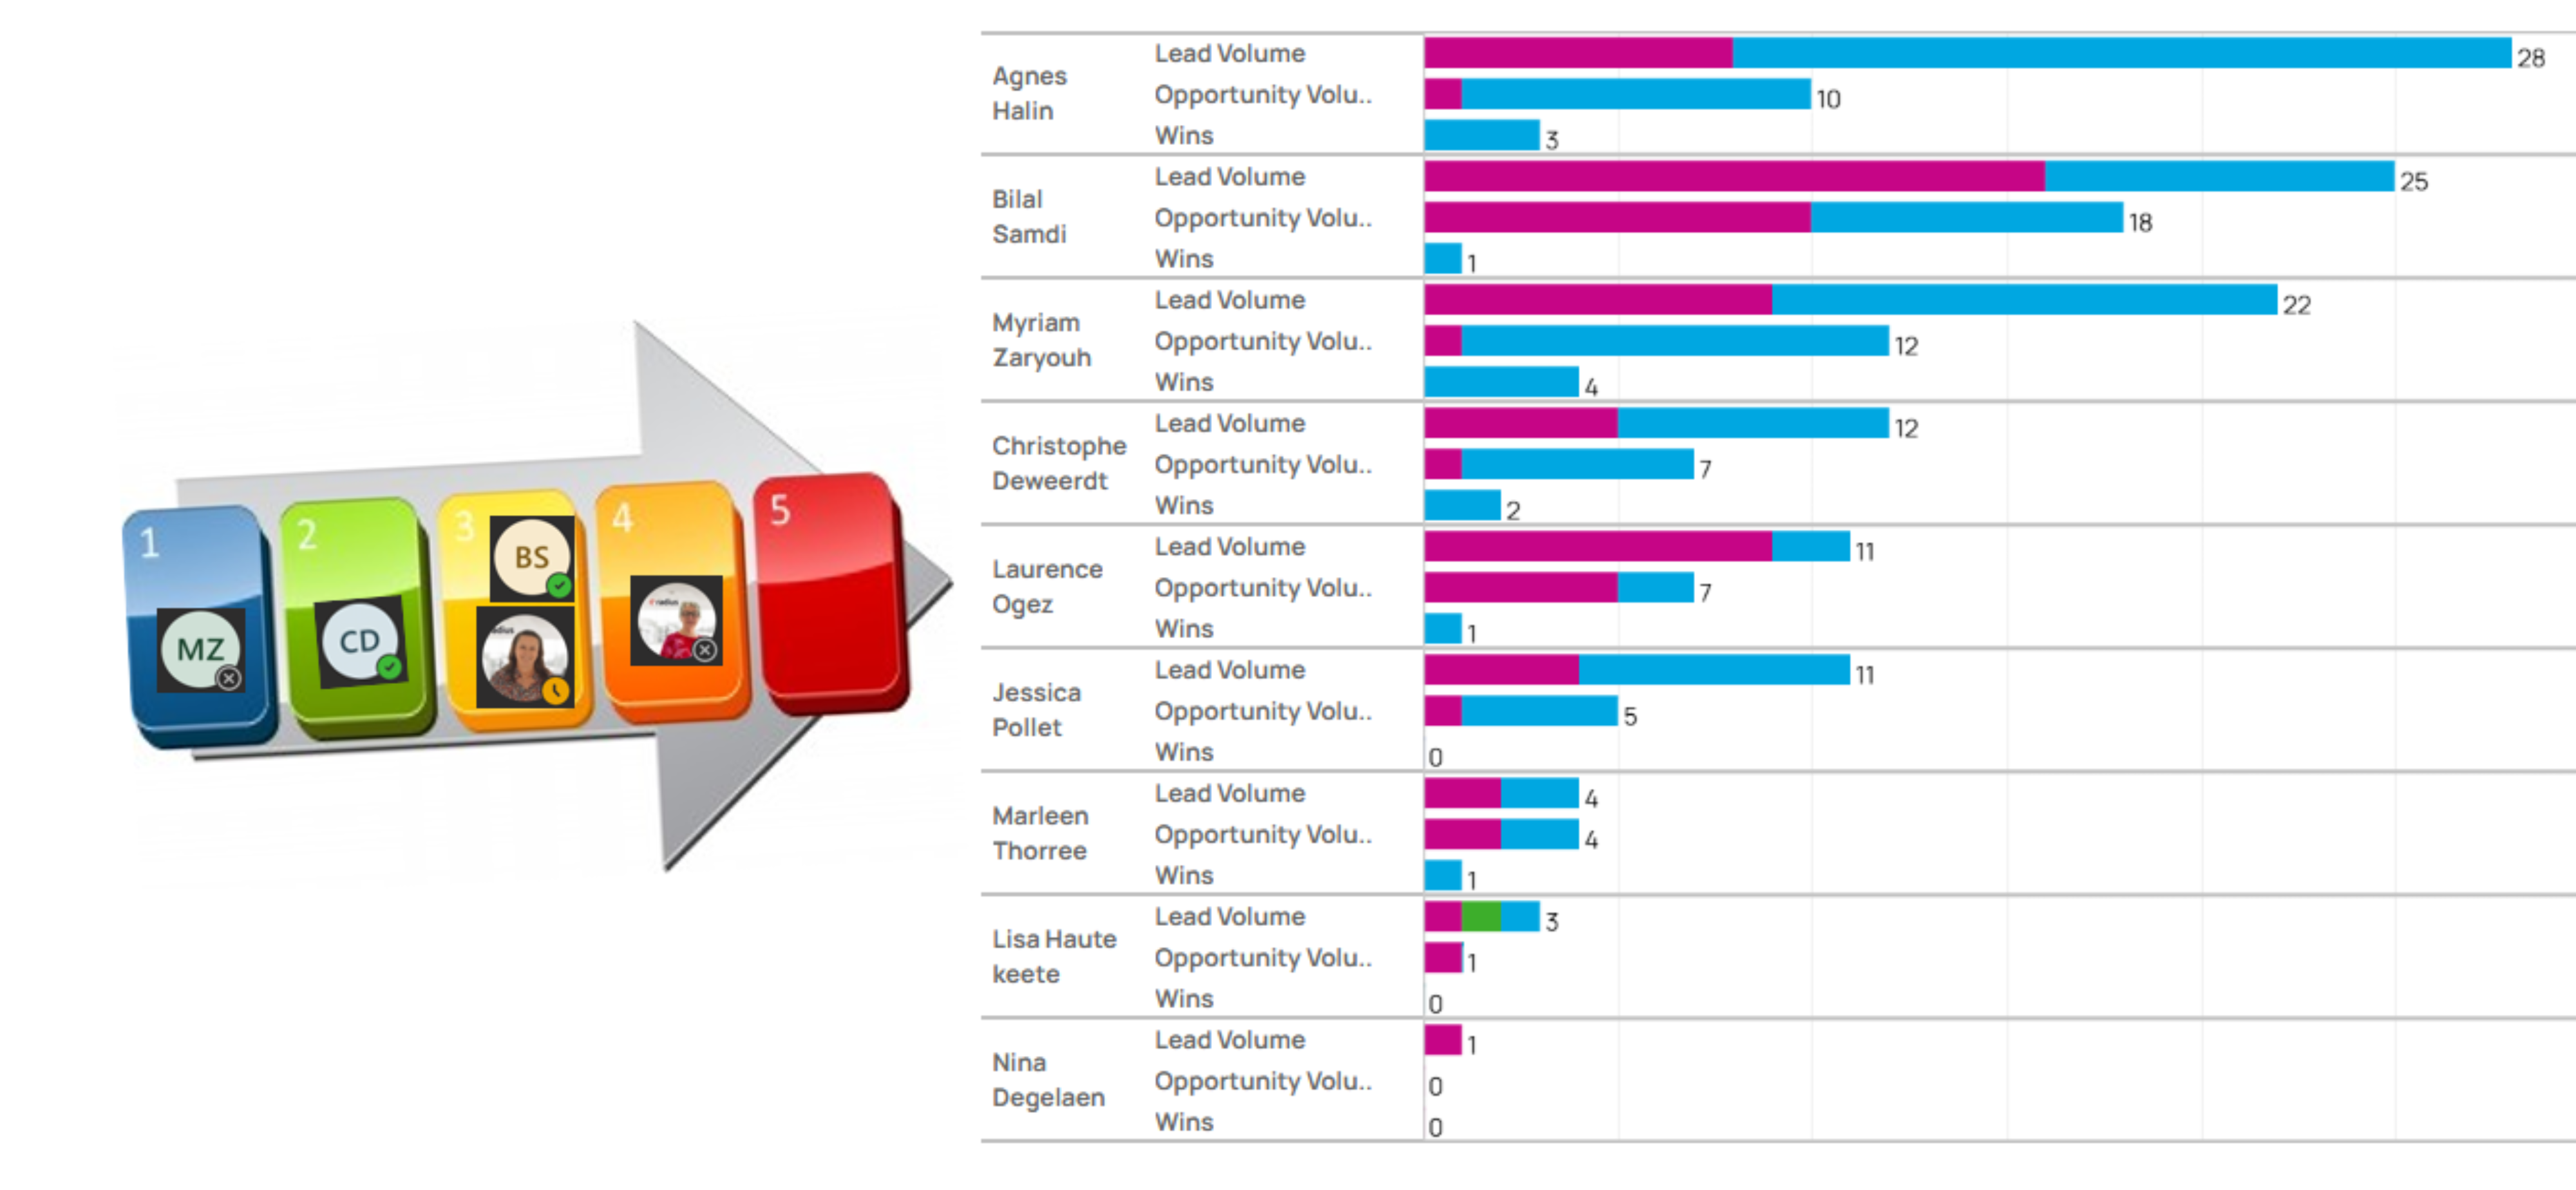 1
2
3
4
5
MZ
CD
BS
radius
Agnes
Halin
Lead Volume 28
Opportunity Volu.. 10
Wins 3
Bilal
Samdi
Lead Volume 25
Opportunity Volu.. 18
Wins 1
Myriam
Zaryouh
Lead Volume 22
Opportunity Volu.. 12
Wins 4
Christophe
Deweerdt
Lead Volume 12
Opportunity Volu.. 7
Wins 2
Laurence
Ogez
Lead Volume 11
Opportunity Volu.. 7
Wins 1
Jessica
Pollet
Lead Volume 11
Opportunity Volu.. 5
Wins 0
Marleen
Thorree
Lead Volume 4
Opportunity Volu.. 4
Wins 1
Lisa Haute
keete
Lead Volume 3
Opportunity Volu.. 1
Wins 0
Nina
Degelaen
Lead Volume 1
Opportunity Volu.. 0
Wins 0